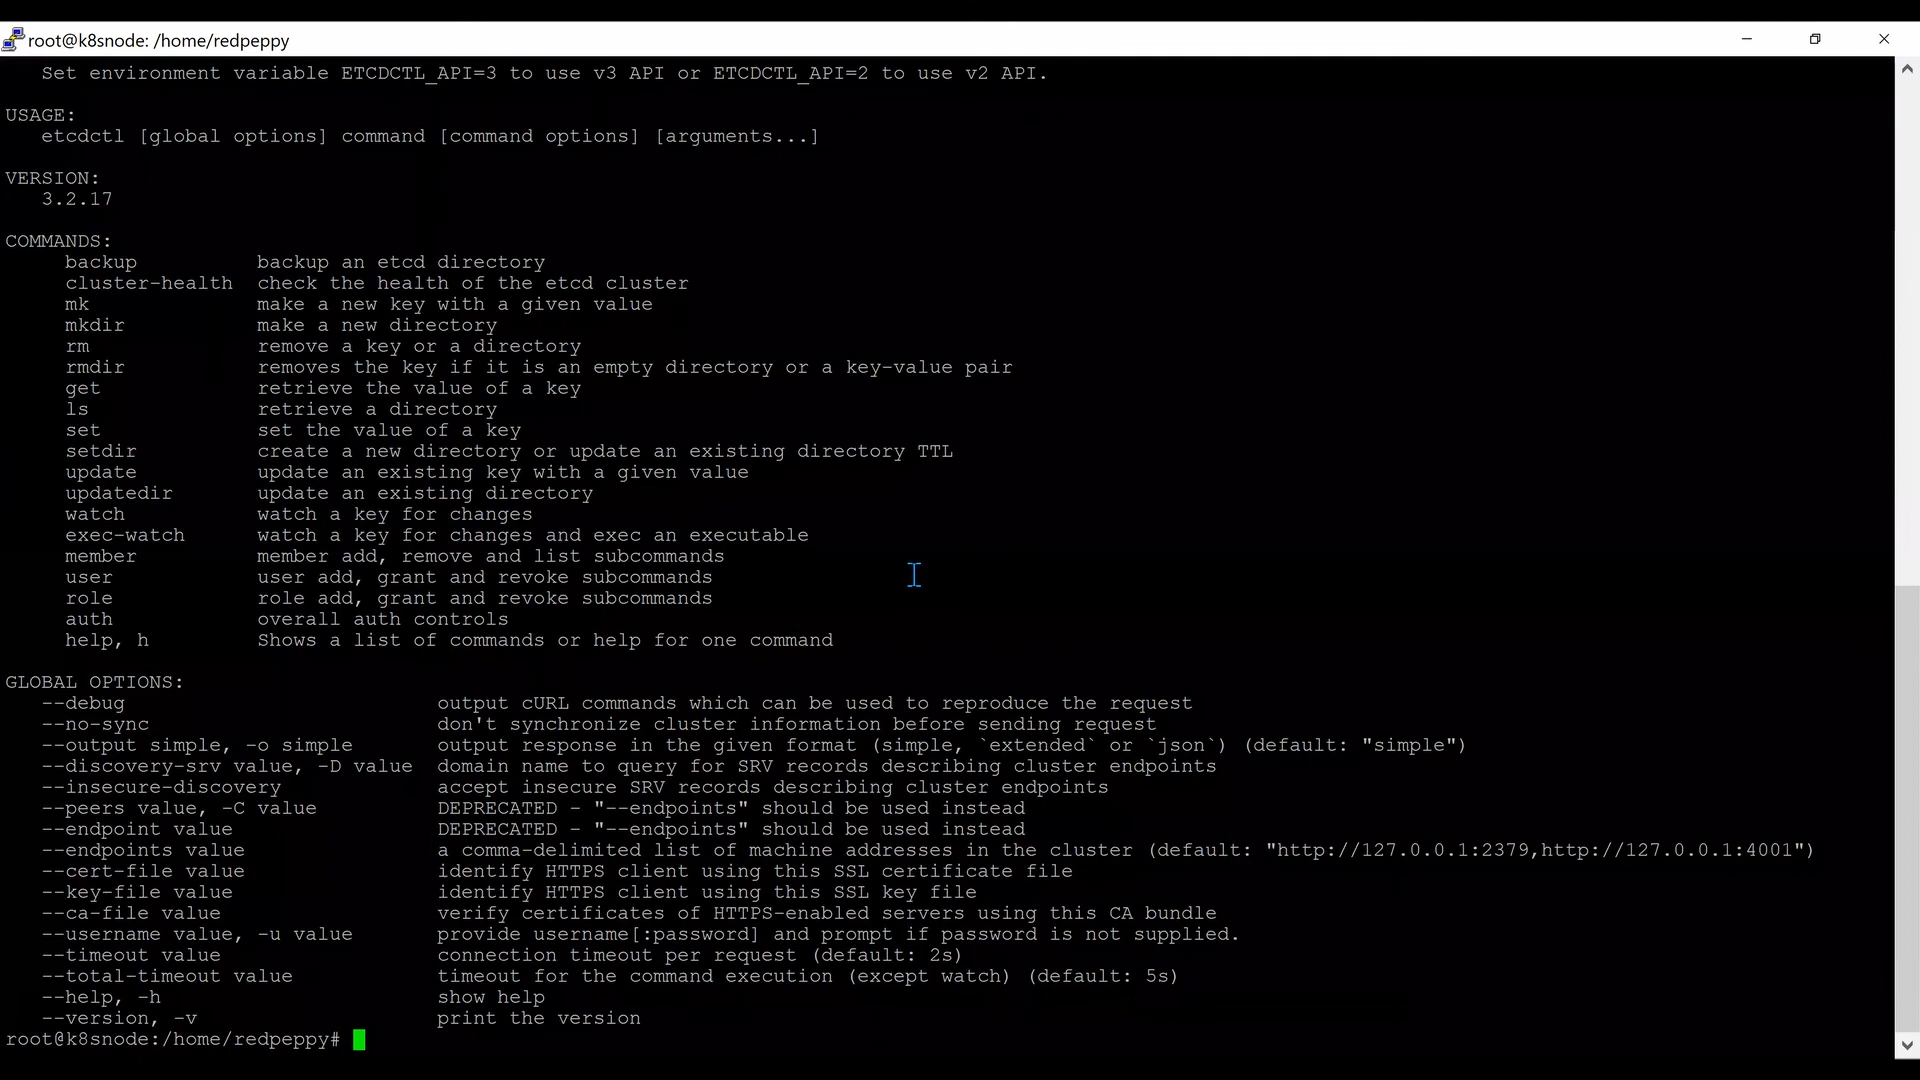 root@k8snode: /home/redpeppy
Set environment variable ETCDCTL_API=3 to use v3 API or ETCDCTL_API=2 to use v2 API.
USAGE:
etcdctl [global options] command [command options] [arguments...]
VERSION:
3.2.17
COMMANDS:
backup backup an etcd directory
cluster-health check the health of the etcd cluster
mk make a new key with a given value
mkdir make a new directory
rm remove a key or a directory
rmdir removes the key if it is an empty directory or a key-value pair
get retrieve the value of a key
ls retrieve a directory
set set the value of a key
setdir create a new directory or update an existing directory TTL
update update an existing key with a given value
updatedir update an existing directory
watch watch a key for changes
exec-watch watch a key for changes and exec an executable
member member add, remove and list subcommands
user user add, grant and revoke subcommands
role role add, grant and revoke subcommands
auth overall auth controls
help, h Shows a list of commands or help for one command
GLOBAL OPTIONS:
--debug output cURL commands which can be used to reproduce the request
--no-sync don't synchronize cluster information before sending request
--output simple, -o simple output response in the given format (simple, `extended` or `json`) (default: "simple")
--discovery-srv value, -D value domain name to query for SRV records describing cluster endpoints
--insecure-discovery accept insecure SRV records describing cluster endpoints
--peers value, -C value DEPRECATED - "--endpoints" should be used instead
--endpoint value DEPRECATED - "--endpoints" should be used instead
--endpoints value a comma-delimited list of machine addresses in the cluster (default: "http://127.0.0.1:2379,http://127.0.0.1:4001")
--cert-file value identify HTTPS client using this SSL certificate file
--key-file value identify HTTPS client using this SSL key file
--ca-file value verify certificates of HTTPS-enabled servers using this CA bundle
--username value, -u value provide username[:password] and prompt if password is not supplied.
--timeout value connection timeout per request (default: 2s)
--total-timeout value timeout for the command execution (except watch) (default: 5s)
--help, -h show help
--version, -v print the version
root@k8snode:/home/redpeppy#